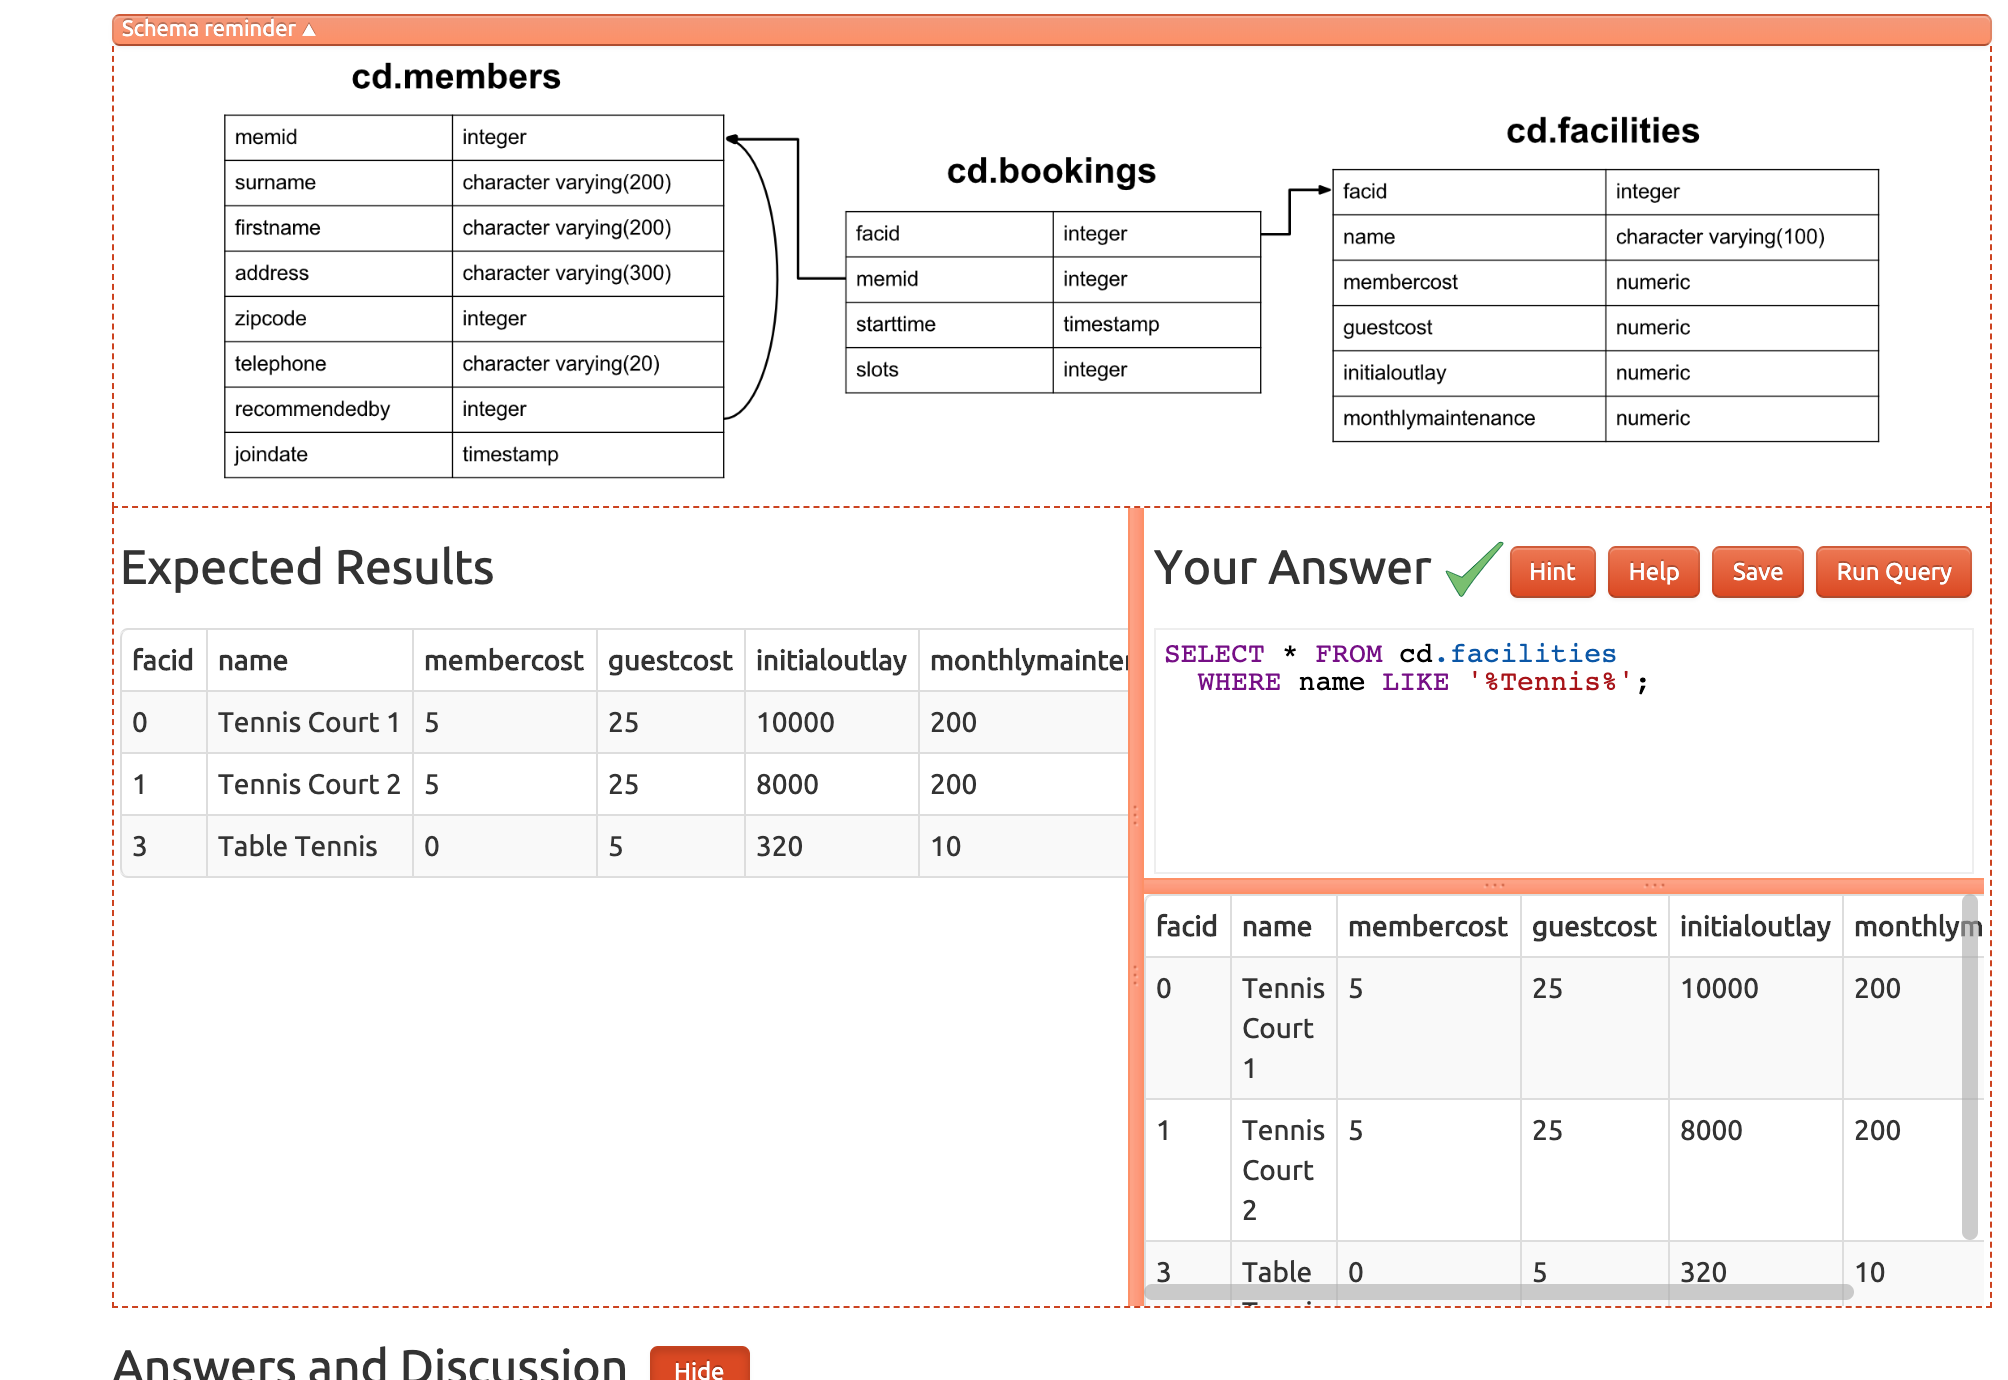 Schema reminder ▲
cd.members
memid integer
surname character varying(200)
firstname character varying(200)
address character varying(300)
zipcode integer
telephone character varying(20)
recommendedby integer
joindate timestamp
cd.bookings
facid integer
memid integer
starttime timestamp
slots integer
cd.facilities
facid integer
name character varying(100)
membercost numeric
guestcost numeric
initialoutlay numeric
monthlymaintenance numeric
Expected Results
facid name membercost guestcost initialoutlay
0 Tennis Court 1 5 25 10000 200
1 Tennis Court 2 5 25 8000 200
3 Table Tennis 0 5 320 10
Your Answer Hint Help Save Run Query
SELECT * FROM cd.facilities
WHERE name LIKE '%Tennis%';
facid name membercost guestcost initialoutlay monthlym
0 Tennis 5 25 10000 200
Court
1
1 Tennis 5 25 8000 200
Court
2
3 Table 0 5 320 10
Answers and Discussion Hide